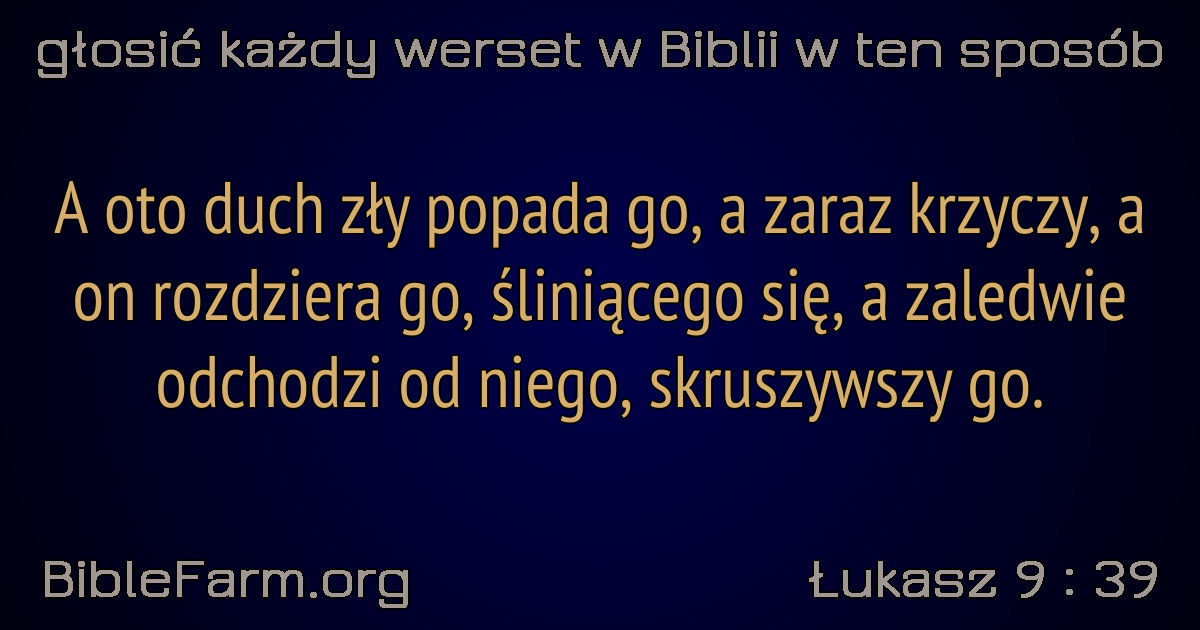 głosić każdy werset w Biblii w ten sposób
A oto duch zły popada go, a zaraz krzyczy, a
on rozdziera go, śliniącego się, a zaledwie
odchodzi od niego, skruszywszy go.
BibleFarm.org
Łukasz 9 : 39